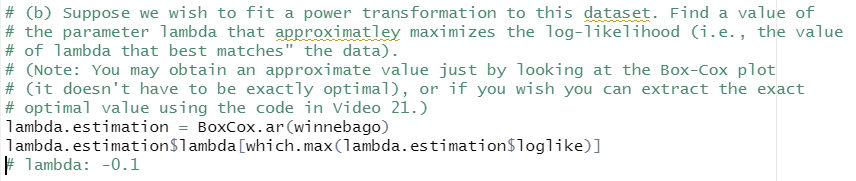 # (b) Suppose we wish to fit a power transformation to this dataset. Find a value of
# the parameter lambda that approximatley maximizes the log-likelihood (i.e., the value
# of lambda that best matches" the data).
# (Note: You may obtain an approximate value just by looking at the Box-Cox plot
# (it doesn't have to be exactly optimal), or if you wish you can extract the exact
# optimal value using the code in Video 21.)
lambda.estimation = BoxCox.ar(winnebago)
lambda.estimation$lambda[which.max(lambda.estimation$loglike)]
# lambda: -0.1